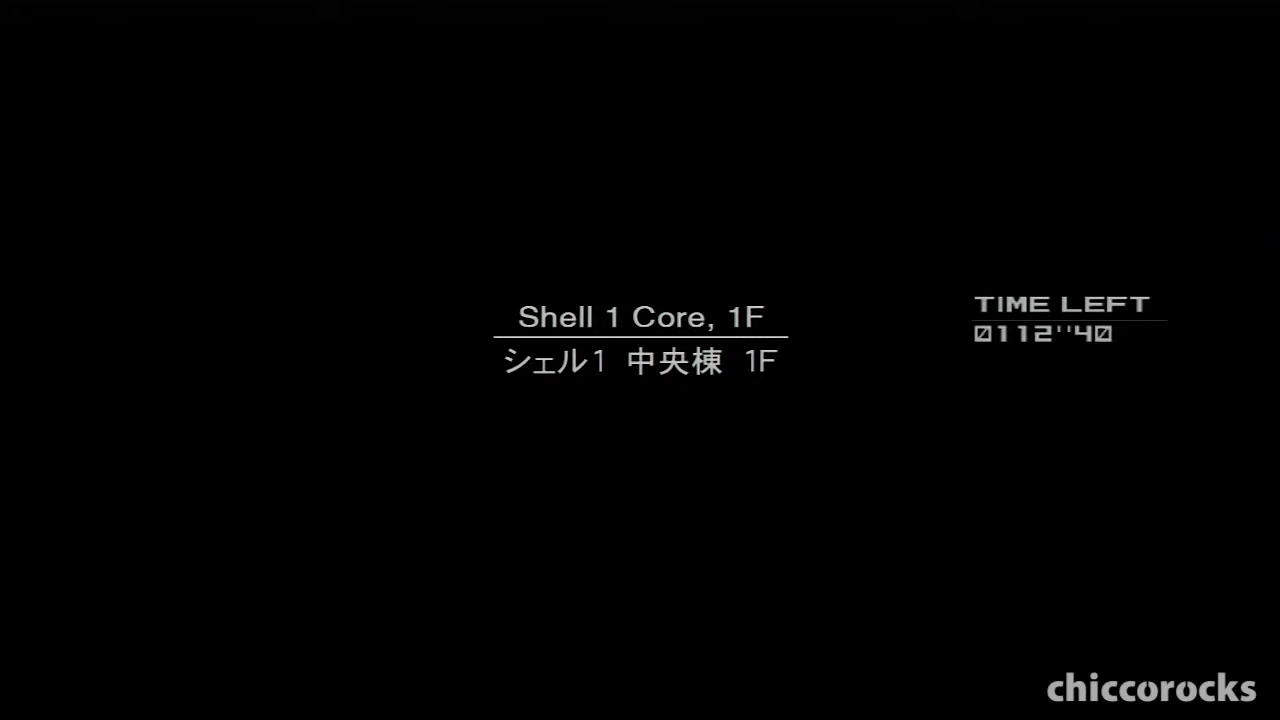 Shell 1 Core, 1F
シェル1 中央棟 1F
TIME LEFT
0112''40
chiccorocks